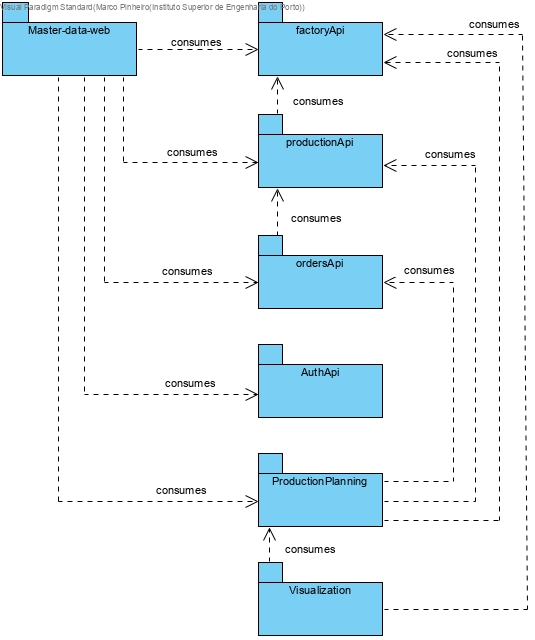 Visual Paradigm Standard(Marco Pinheiro(Instituto Superior de Engenharia do Porto))
Master-data-web
factoryApi
consumes
consumes
consumes
consumes
productionApi
consumes
consumes
consumes
ordersApi
consumes
consumes
AuthApi
consumes
ProductionPlanning
consumes
consumes
Visualization